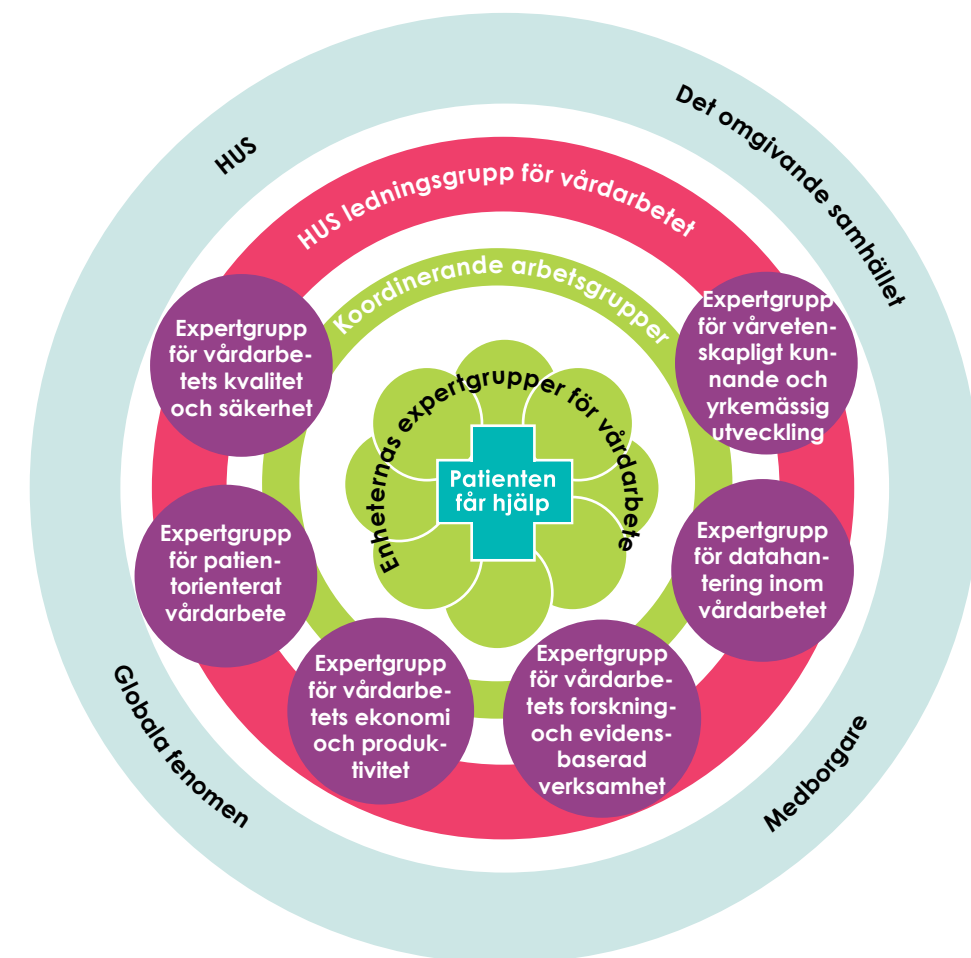 HUS
Det omgivande samhället
HUS ledningsgrupp för vårdarbetet
Koordinerande arbetsgrupper
Expertgrupp
för vårdarbe-
tets kvalitet
och säkerhet
Expertgrupp
för vårveten-
skapligt kun-
nande och
yrkemässig
utveckling
Enheternas expertgrupper för vårdarbete
Patienten
får hjälp
Expertgrupp
för patien-
torienterat
vårdarbete
Expertgrupp
för datahan-
tering inom
vårdarbetet
Expertgrupp
för vårdarbe-
tets ekonomi
och produk-
tivitet
Expertgrupp
för vårdarbe-
tets forskning-
och evidens-
baserad
verksamhet
Globala fenomen
Medborgare